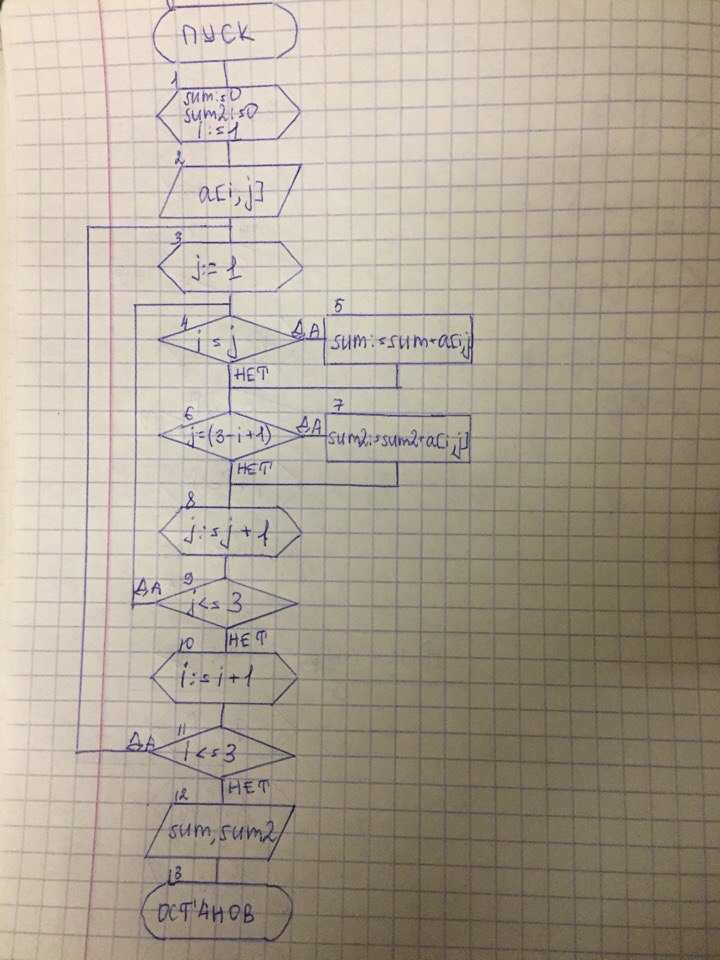 ПУСК
1
sum:=0
sum2:=0
i:=1
2
a[i,j]
3
j:=1
4
i=j
ДА
5
sum:=sum+a[i,j
НЕТ
6
j=(3-i+1)
ДА
7
sum2:=sum2+a[i,j]
НЕТ
8
j:=j+1
9
j<=3
ДА
НЕТ
10
i:=i+1
11
i<=3
ДА
НЕТ
12
sum,sum2
13
ОСТАНОВ